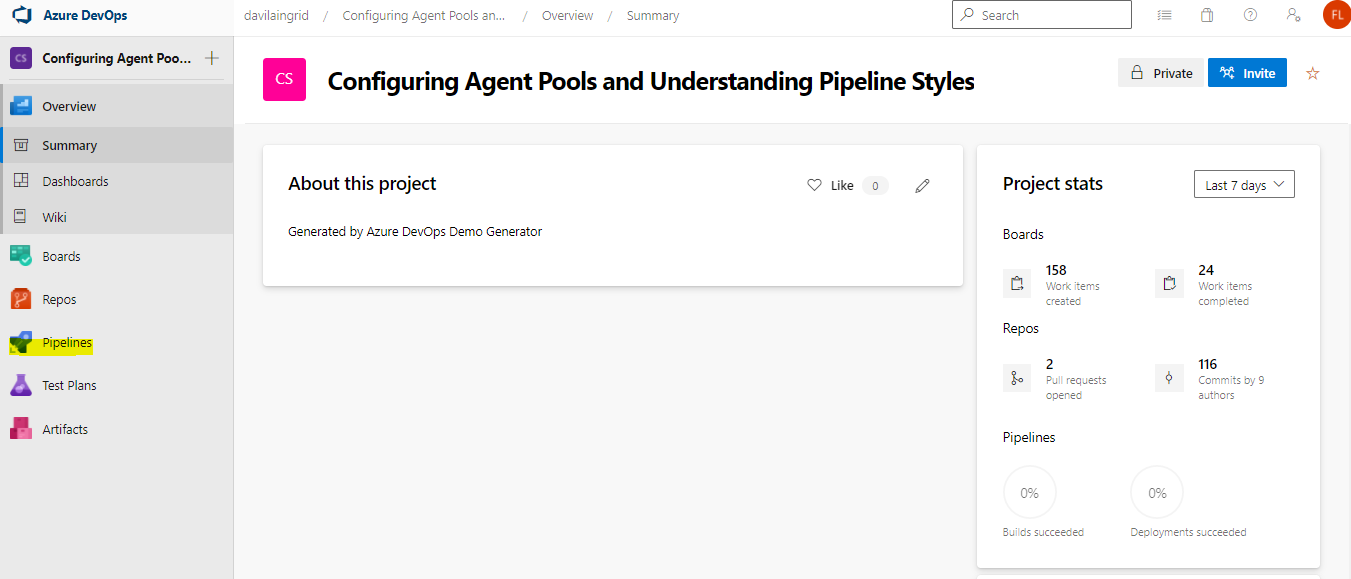 Azure DevOps
davilaingrid / Configuring Agent Pools an... / Overview / Summary
Search
FL
CS Configuring Agent Poo...
Overview
Summary
Dashboards
Wiki
Boards
Repos
Pipelines
Test Plans
Artifacts
CS
Configuring Agent Pools and Understanding Pipeline Styles
Private
Invite
About this project
Like 0
Generated by Azure DevOps Demo Generator
Project stats
Last 7 days
Boards
158
Work items
created
24
Work items
completed
Repos
2
Pull requests
opened
116
Commits by 9
authors
Pipelines
0%
Builds succeeded
0%
Deployments succeeded